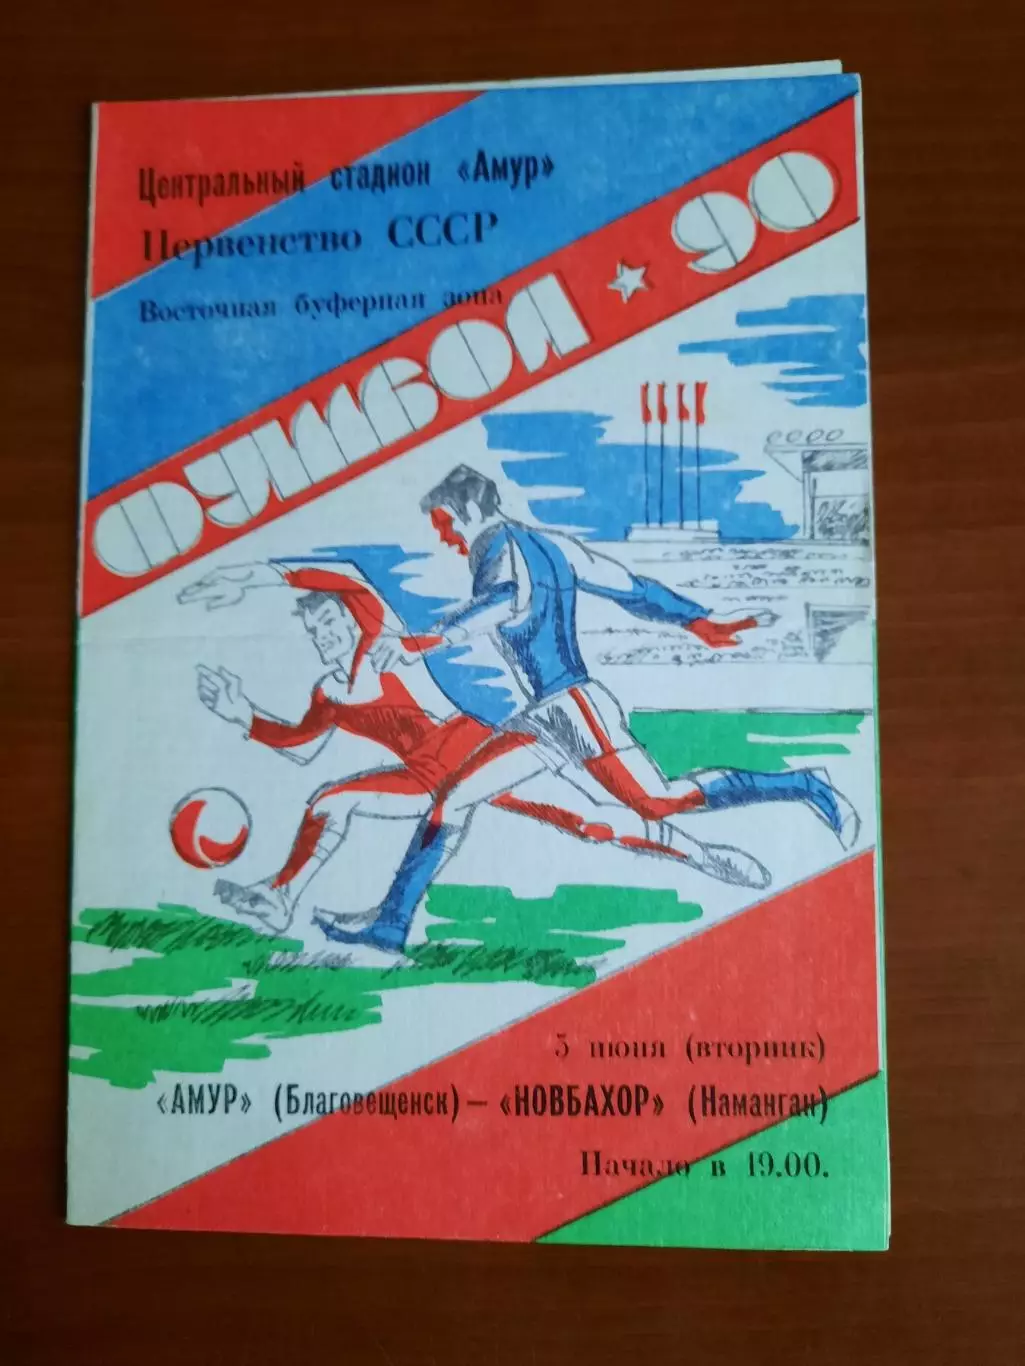 Центральный стадион «Амур»
Первенство СССР
Восточная буферная зона
ФУТБОЛ ★ 90
5 июня (вторник)
«АМУР» (Благовещенск) — «НОВБАХОР» (Наманган)
Начало в 19.00.